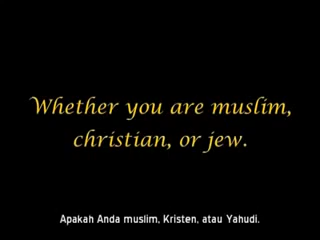 Whether you are muslim,
christian, or jew.
Apakah Anda muslim, Kristen, atau Yahudi.